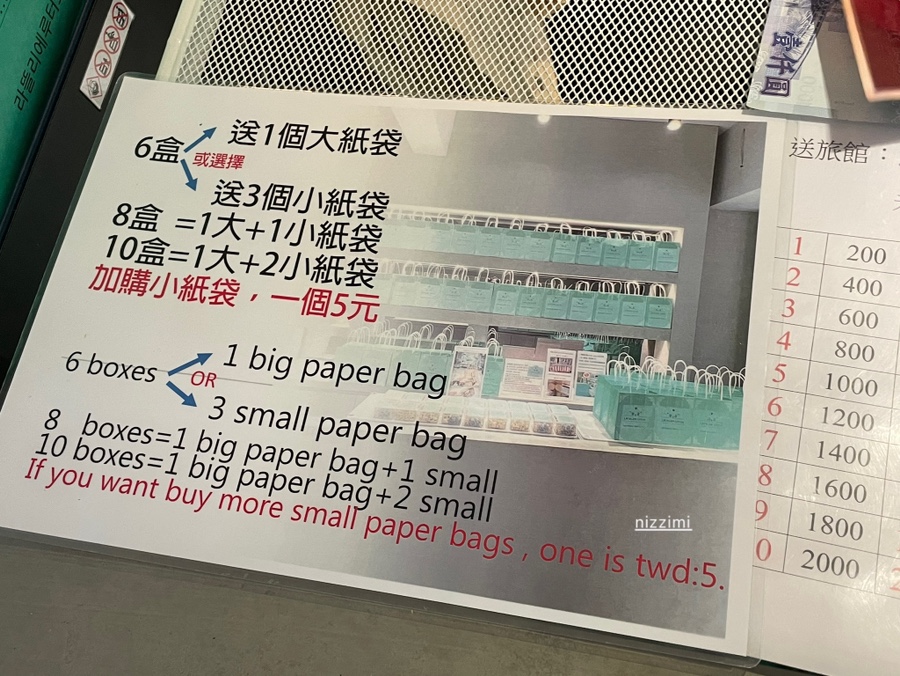 6盒
送1個大紙袋
或選擇
送3個小紙袋
8盒 =1大+1小紙袋
10盒=1大+2小紙袋
加購小紙袋，一個5元
6 boxes
1 big paper bag
OR
3 small paper bag
8 boxes=1 big paper bag+1 small
10 boxes=1 big paper bag+2 small
If you want buy more small paper bags , one is twd:5.
nizzimi
壹仟圓
送旅館：
1 200
2 400
3 600
4 800
5 1000
6 1200
7 1400
8 1600
9 1800
0 2000